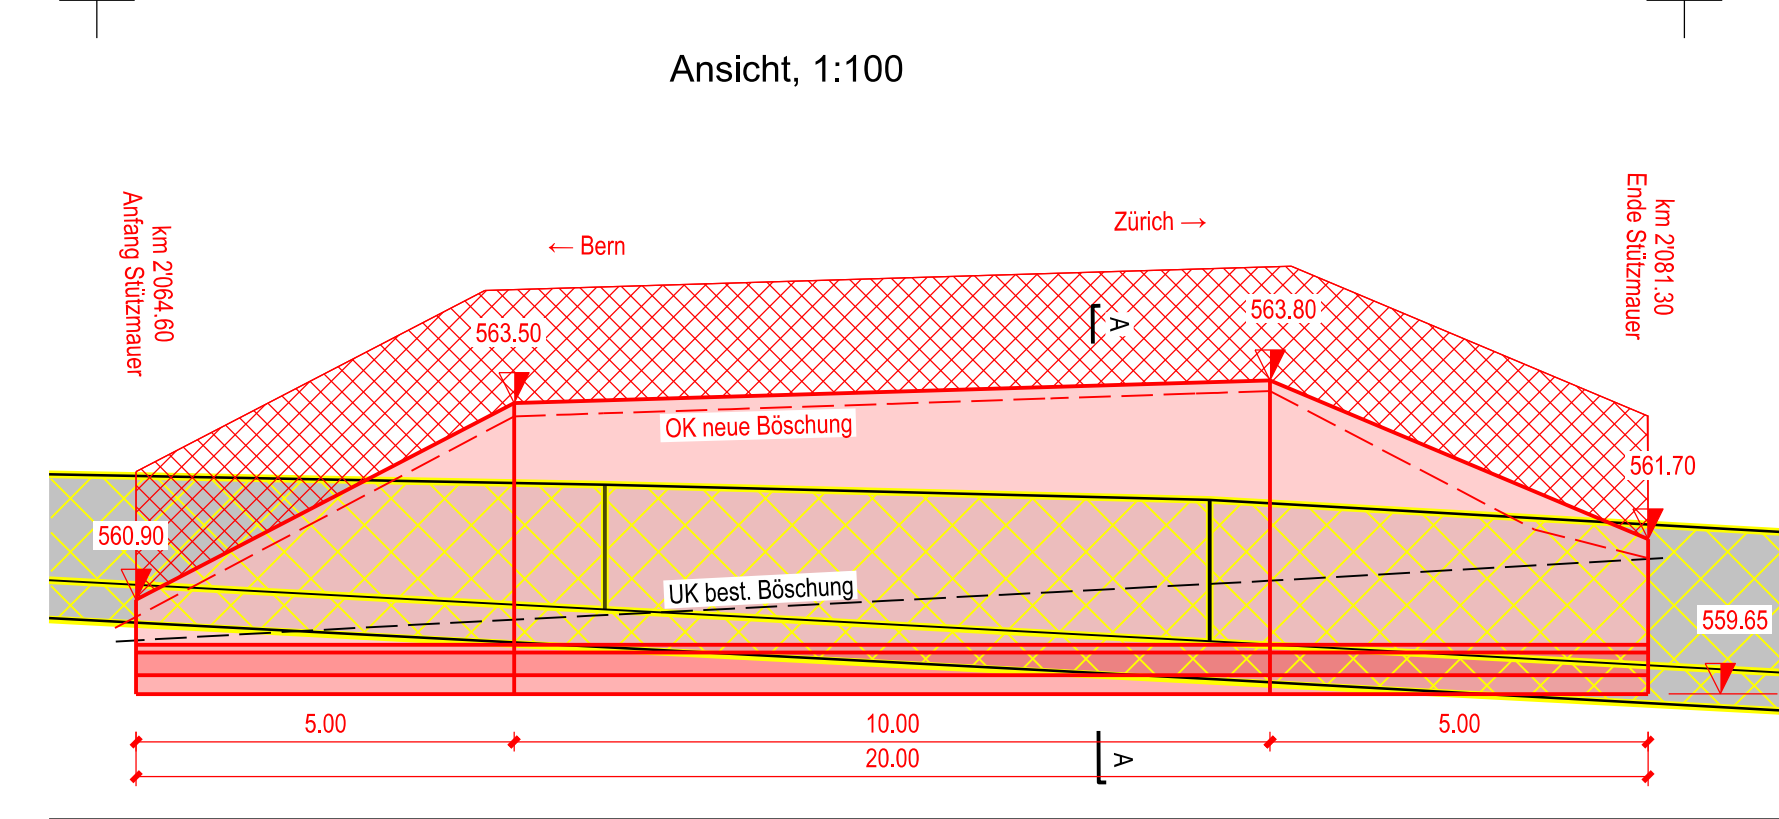 Ansicht, 1:100
km 2'064.60
Anfang Stützmauer
← Bern
Zürich →
km 2'081.30
Ende Stützmauer
563.50
563.80
A
OK neue Böschung
561.70
560.90
UK best. Böschung
559.65
5.00
10.00
5.00
20.00
A